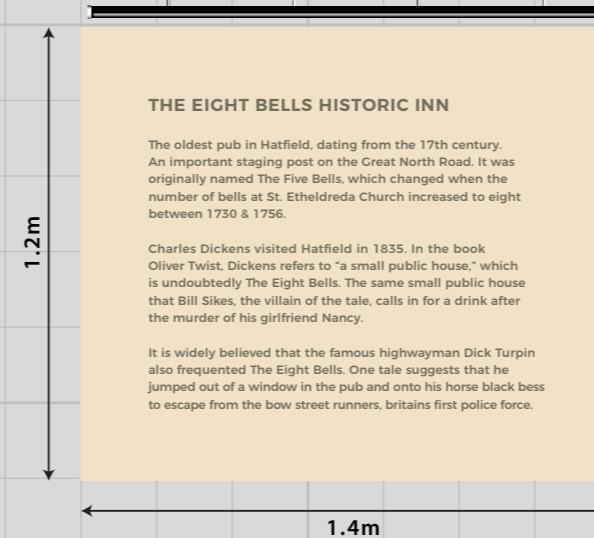 THE EIGHT BELLS HISTORIC INN
The oldest pub in Hatfield, dating from the 17th century.
An important staging post on the Great North Road. It was
originally named The Five Bells, which changed when the
number of bells at St. Etheldreda Church increased to eight
between 1730 & 1756.
Charles Dickens visited Hatfield in 1835. In the book
Oliver Twist, Dickens refers to “a small public house,” which
is undoubtedly The Eight Bells. The same small public house
that Bill Sikes, the villain of the tale, calls in for a drink after
the murder of his girlfriend Nancy.
It is widely believed that the famous highwayman Dick Turpin
also frequented The Eight Bells. One tale suggests that he
jumped out of a window in the pub and onto his horse black bess
to escape from the bow street runners, britains first police force.
1.2m
1.4m